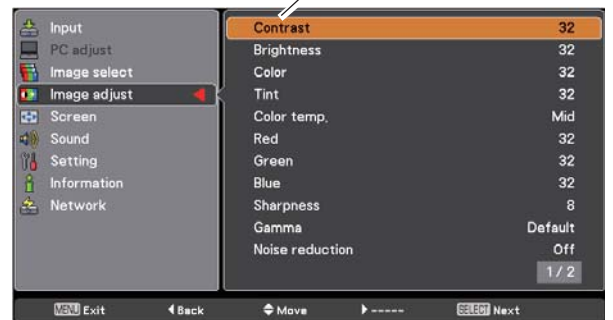 Input
PC adjust
Image select
Image adjust
Screen
Sound
Setting
Information
Network
Contrast 32
Brightness 32
Color 32
Tint 32
Color temp. Mid
Red 32
Green 32
Blue 32
Sharpness 8
Gamma Default
Noise reduction Off
1 / 2
MENU Exit Back Move ----- SELECT Next